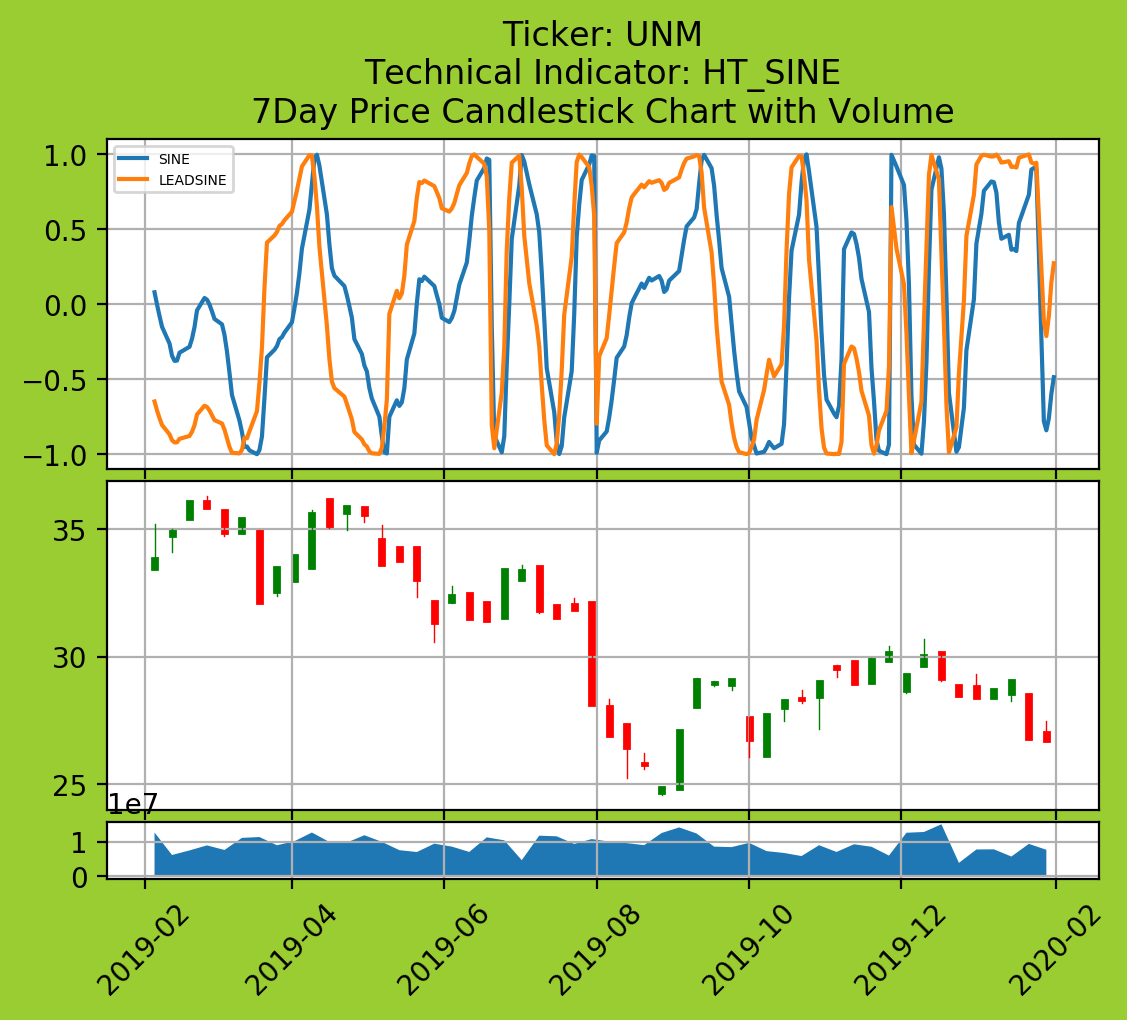 Ticker: UNM
Technical Indicator: HT_SINE
7Day Price Candlestick Chart with Volume
SINE
LEADSINE
1.0
0.5
0.0
−0.5
−1.0
35
30
25
1e7
1
0
2019-02
2019-04
2019-06
2019-08
2019-10
2019-12
2020-02